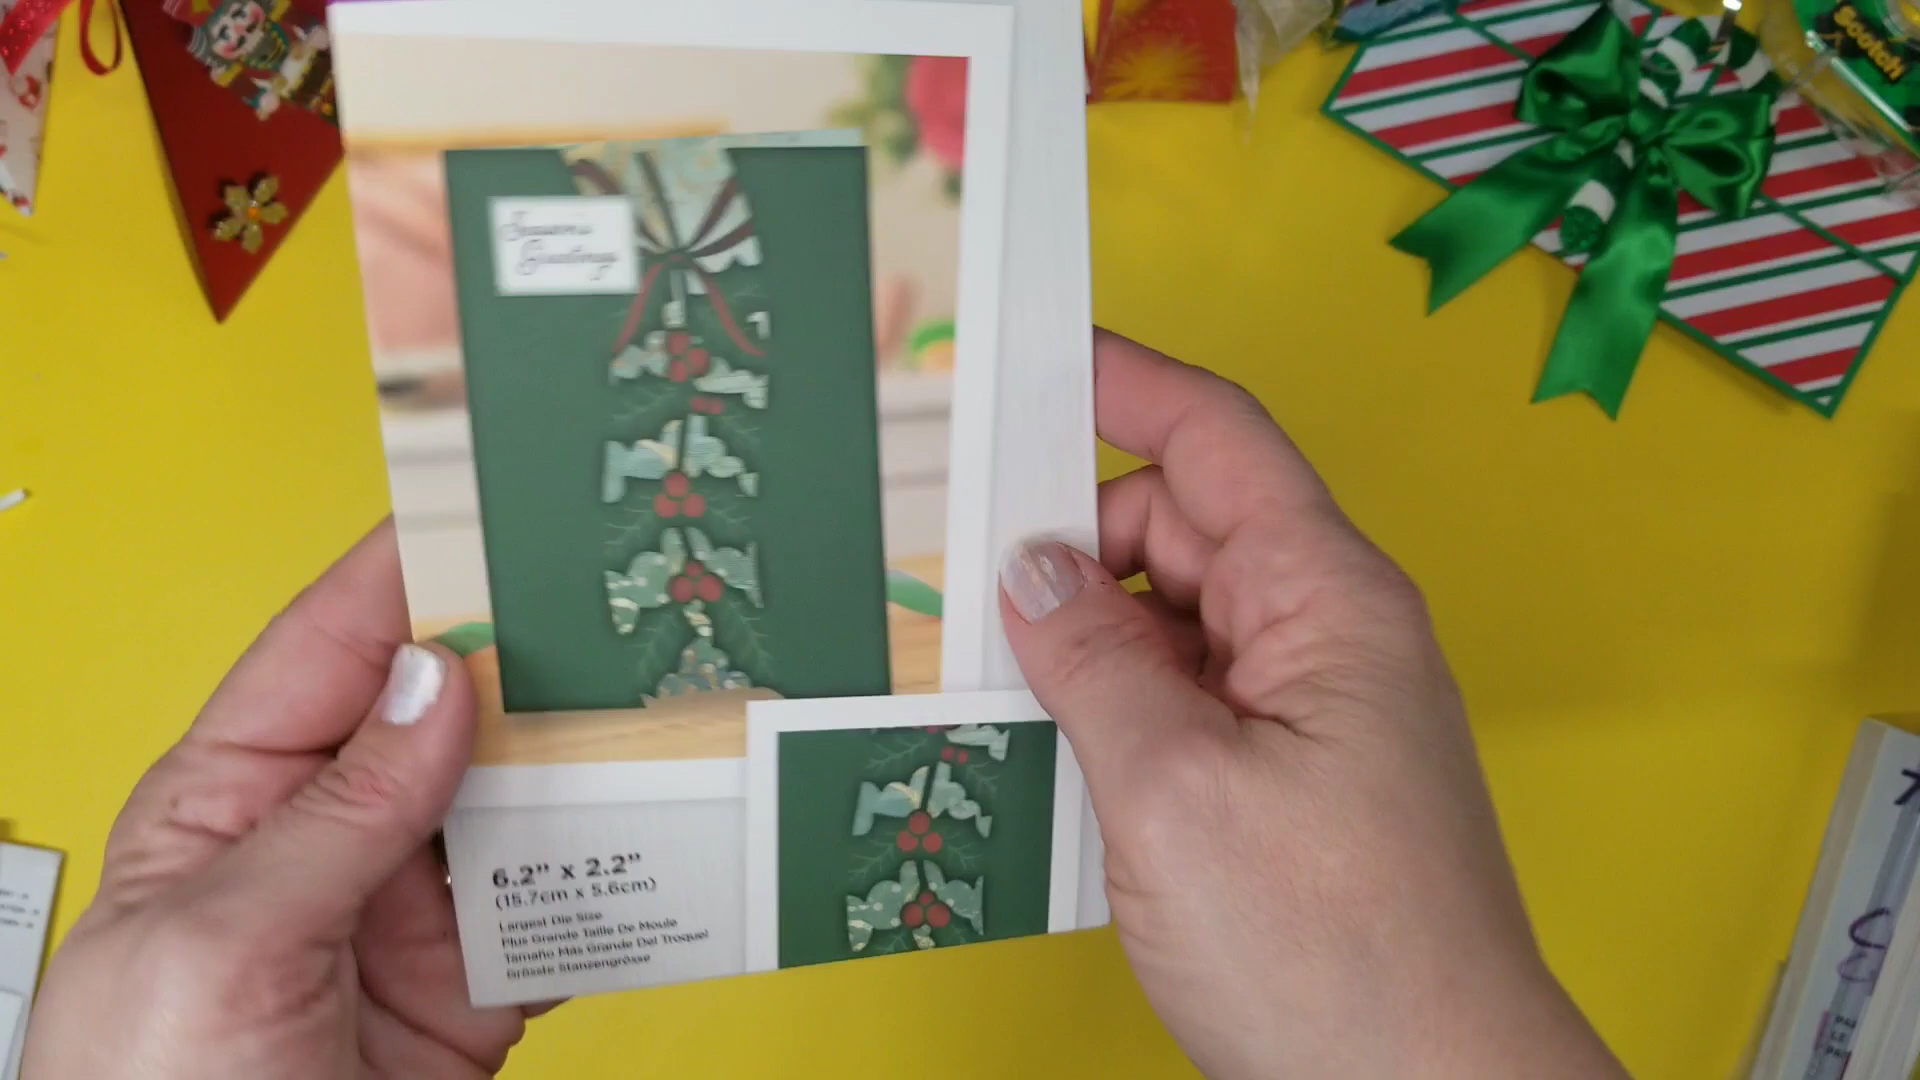 Scotch
Season's
Greetings
6.2" x 2.2"
(15.7cm x 5.6cm)
Largest Die Size
Plus Grande Taille De Moule
Tamaño Más Grande Del Troquel
Grösste Stanzengrösse